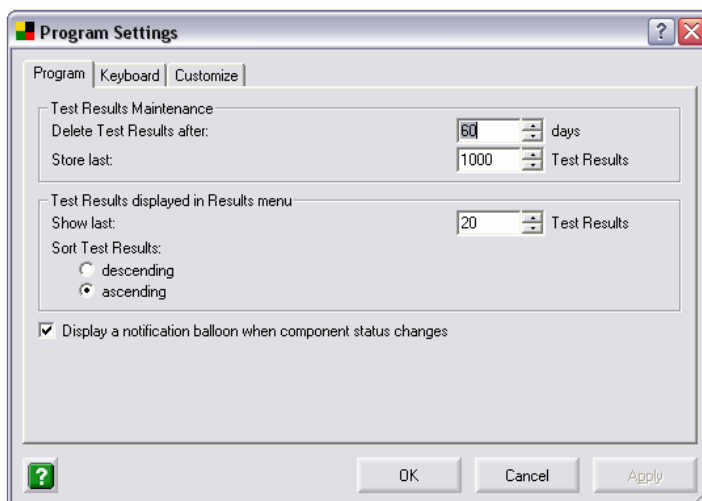 Program Settings
Program Keyboard Customize
Test Results Maintenance
Delete Test Results after: 60 days
Store last: 1000 Test Results
Test Results displayed in Results menu
Show last: 20 Test Results
Sort Test Results:
descending
ascending
Display a notification balloon when component status changes
? OK Cancel Apply